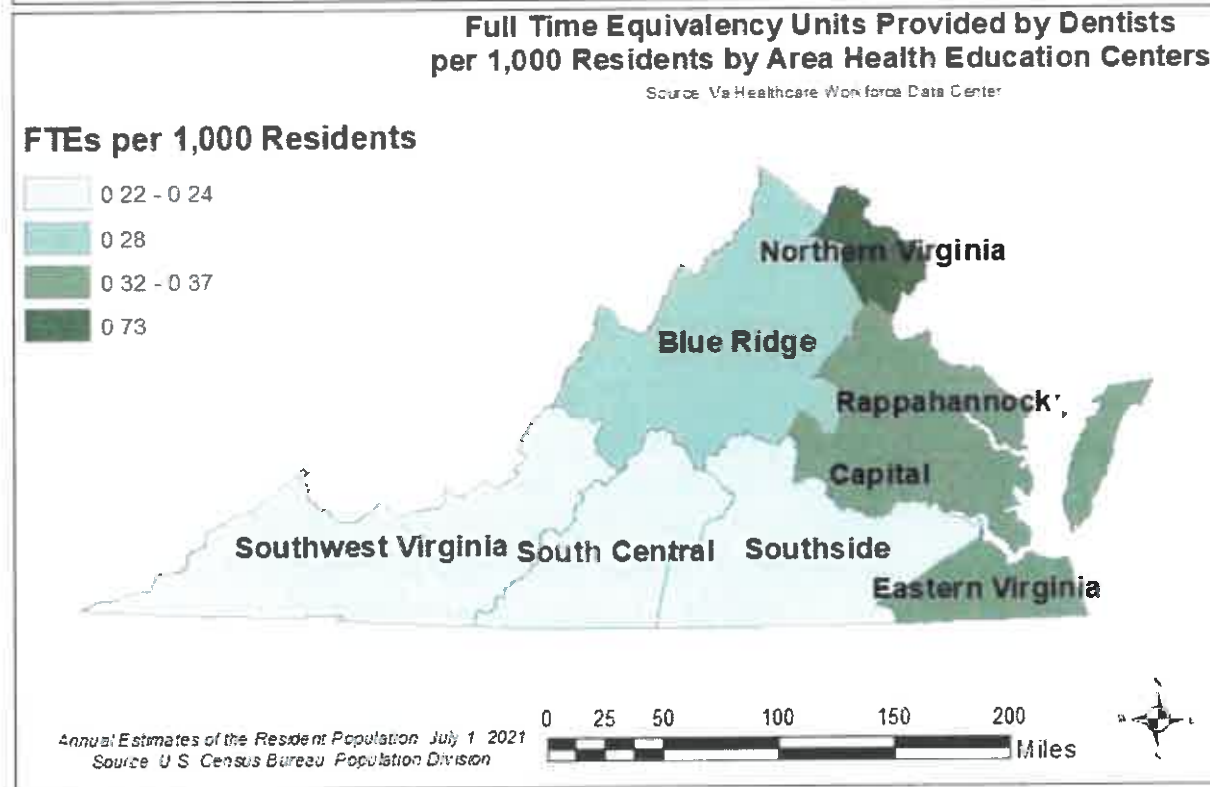 Full Time Equivalency Units Provided by Dentists
per 1,000 Residents by Area Health Education Centers
Source Va Healthcare Workforce Data Center
FTEs per 1,000 Residents
0 22 - 0 24
0 28
0 32 - 0 37
0 73
Northern Virginia
Blue Ridge
Rappahannock
Capital
Southwest Virginia South Central Southside
Eastern Virginia
0 25 50 100 150 200
Miles
Annual Estimates of the Resident Population July 1 2021
Source U S Census Bureau Population Division